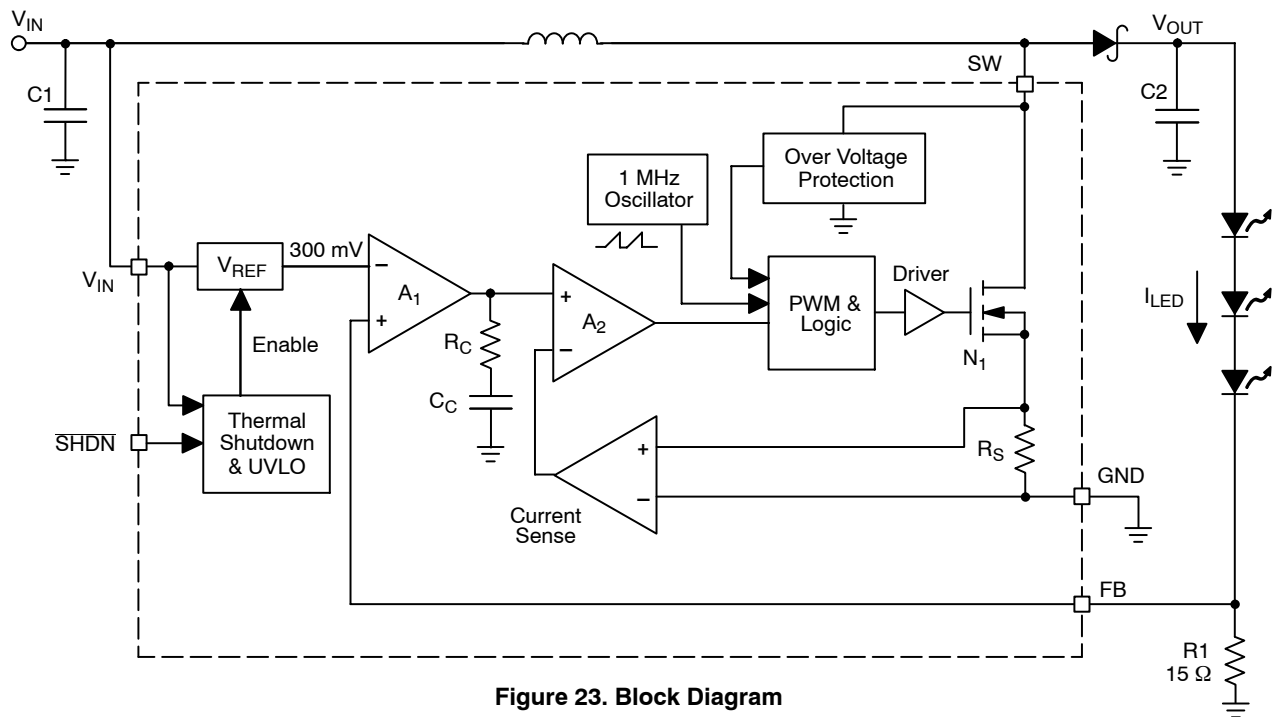 V_IN
V_OUT
SW
C1
C2
Over Voltage
Protection
1 MHz
Oscillator
300 mV
V_REF
V_IN
A_1
−
+
Driver
PWM &
Logic
I_LED
+
A_2
−
N_1
Enable
R_C
C_C
Thermal
Shutdown
& UVLO
S̅H̅D̅N̅
+
−
R_S
GND
Current
Sense
FB
R1
15 Ω
Figure 23. Block Diagram